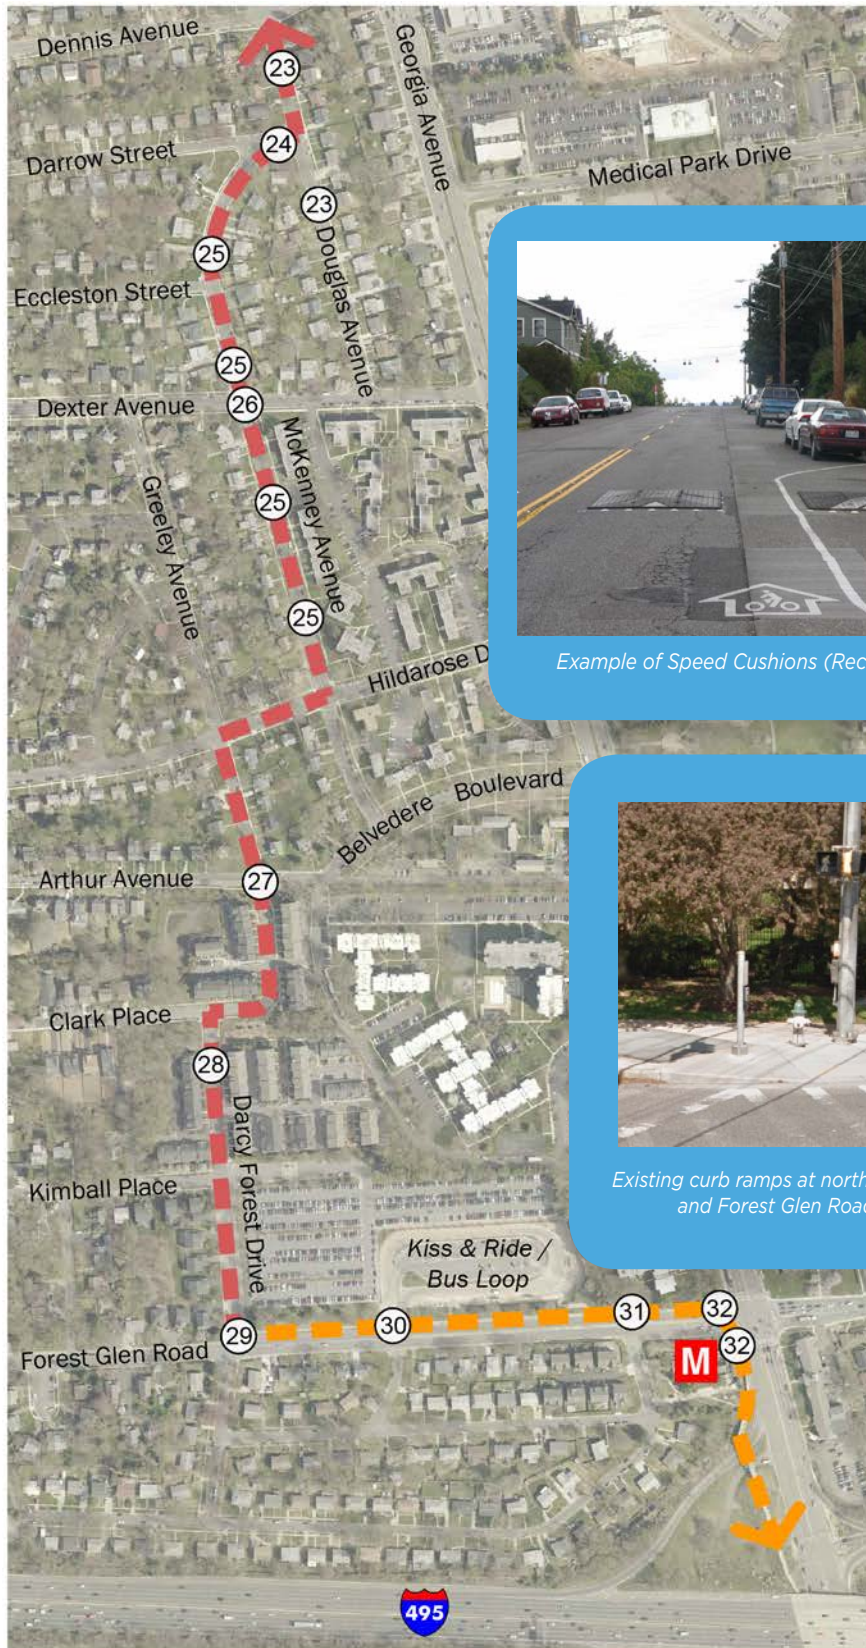 Dennis Avenue
23
Georgia Avenue
24
Darrow Street
Medical Park Drive
23
Douglas Avenue
25
Eccleston Street
25
Dexter Avenue
26
McKenney Avenue
25
Greeley Avenue
25
Hildarose D
Example of Speed Cushions (Rec
Belvedere Boulevard
Arthur Avenue
27
Clark Place
28
Darcy Forest Drive
Kimball Place
Existing curb ramps at north
and Forest Glen Road
Kiss & Ride /
Bus Loop
29
30
31
32
32
Forest Glen Road
M
495